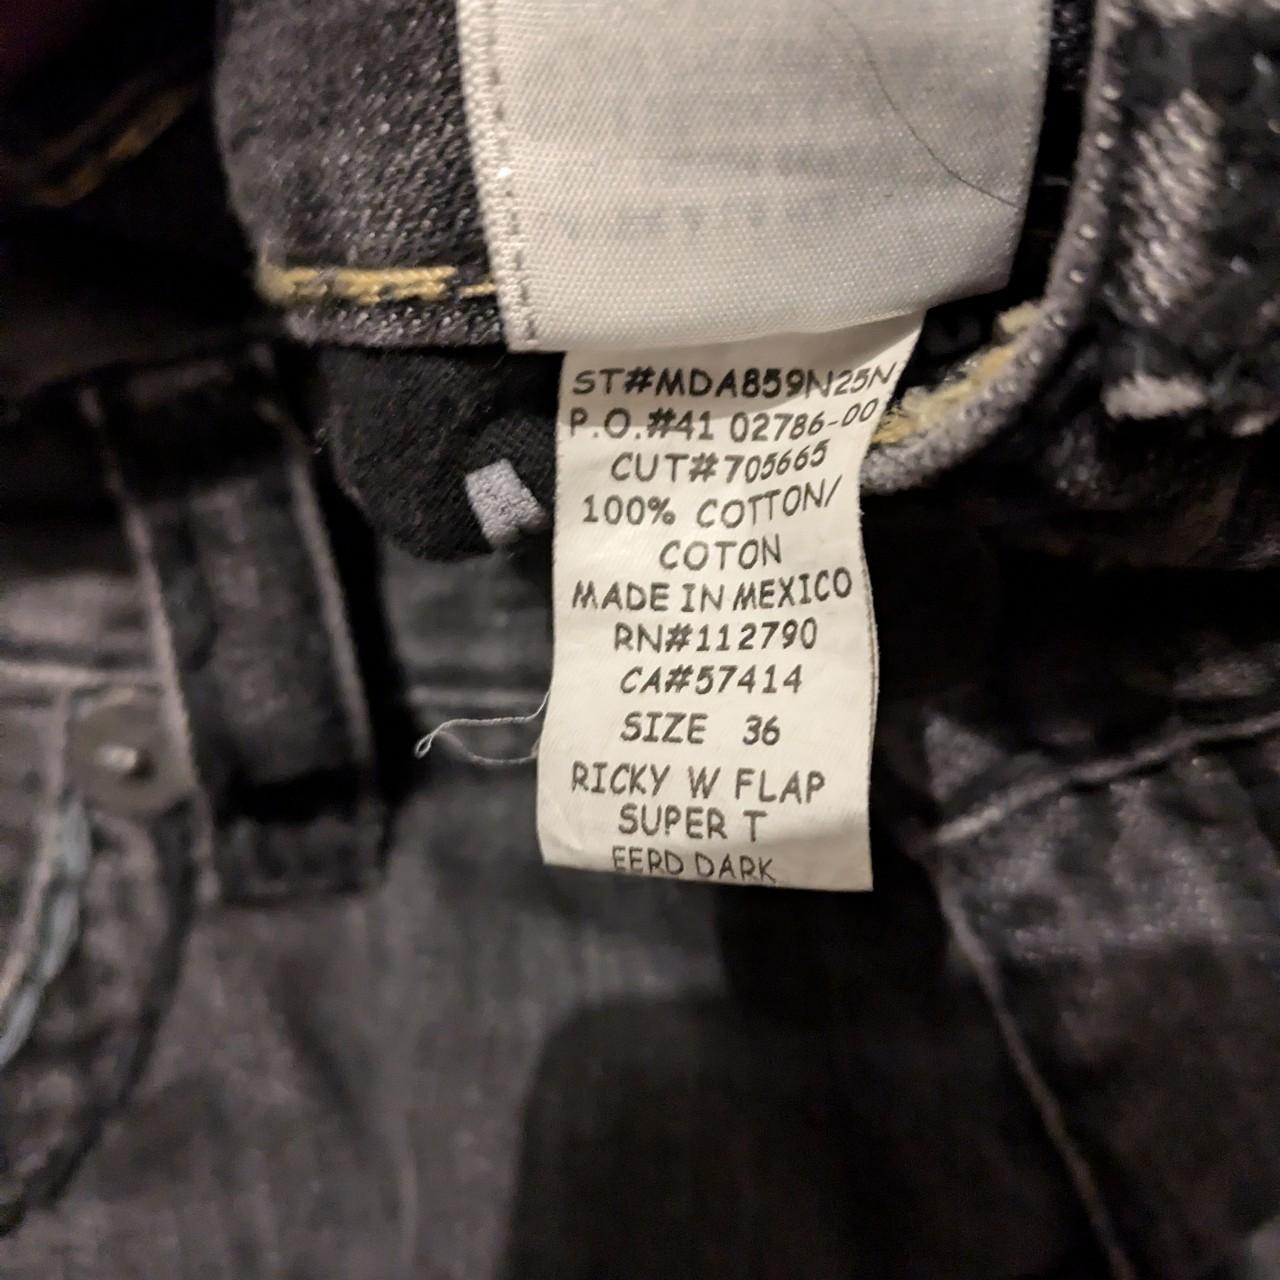 ST#MDA859N25N
P.O.#41 02786-00
CUT#705665
100% COTTON/
COTON
MADE IN MEXICO
RN#112790
CA#57414
SIZE 36
RICKY W FLAP
SUPER T
EERD DARK